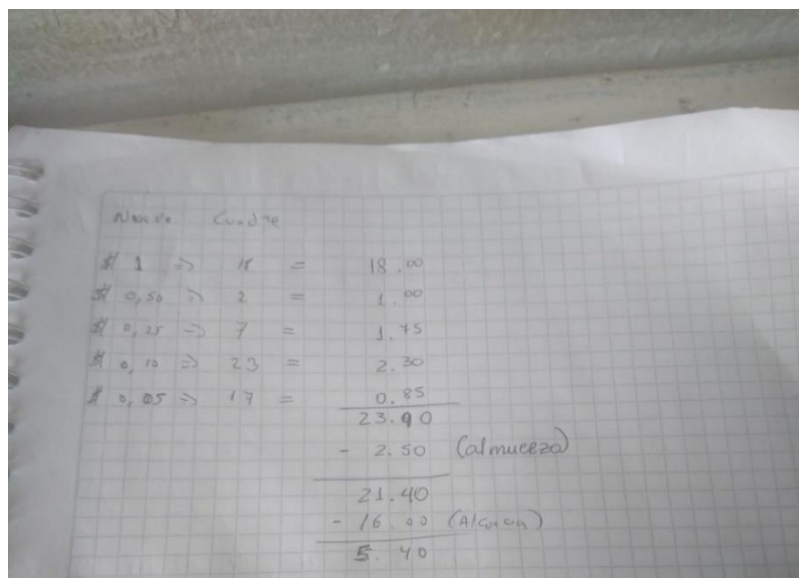 Nuevo Cuadre
$ 1 => 18 = 18.00
$ 0,50 => 2 = 1.00
$ 0,25 => 7 = 1.75
$ 0,10 => 23 = 2.30
$ 0,05 => 17 = 0.85
23.90
- 2.50 (almuerzo)
21.40
- 16.00
5.40